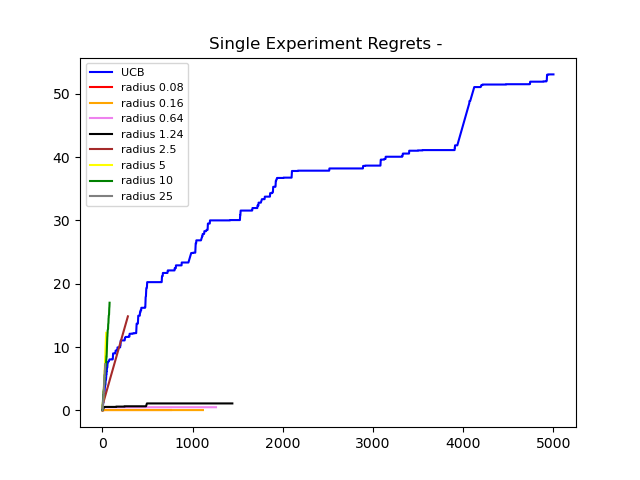 Single Experiment Regrets -
UCB
radius 0.08
radius 0.16
radius 0.64
radius 1.24
radius 2.5
radius 5
radius 10
radius 25
50
40
30
20
10
0
0 1000 2000 3000 4000 5000